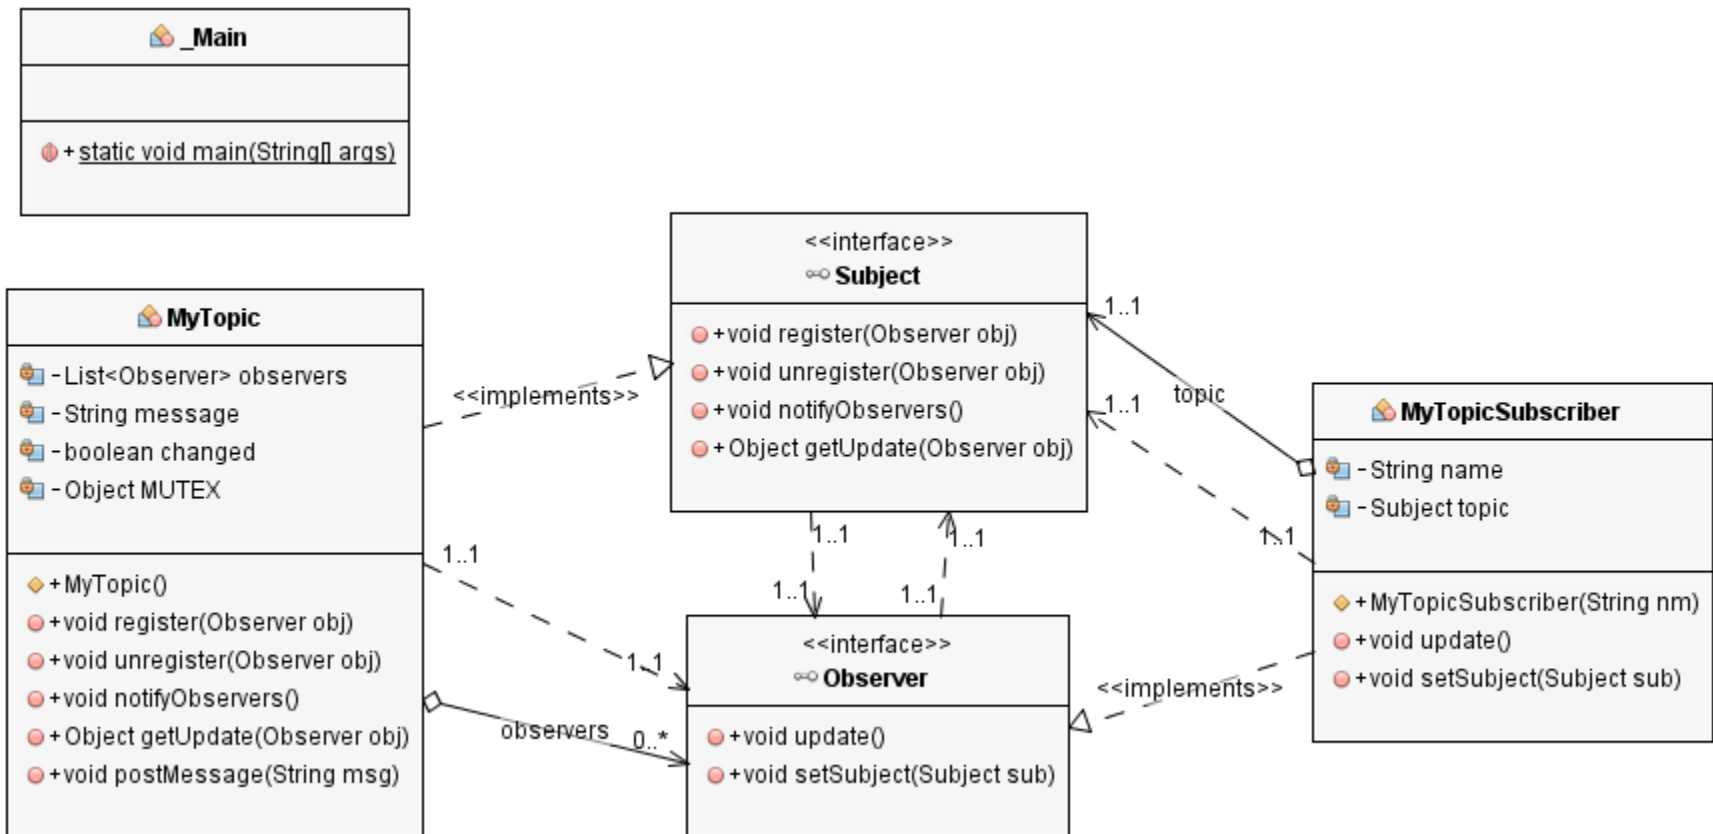 _Main
+static void main(String[] args)
MyTopic
-List<Observer> observers
-String message
-boolean changed
-Object MUTEX
+MyTopic()
+void register(Observer obj)
+void unregister(Observer obj)
+void notifyObservers()
+Object getUpdate(Observer obj)
+void postMessage(String msg)
<<implements>>
1..1
1..1
observers
0..*
<<interface>>
Subject
+void register(Observer obj)
+void unregister(Observer obj)
+void notifyObservers()
+Object getUpdate(Observer obj)
1..1
1..1
1..1
1..1
<<interface>>
Observer
+void update()
+void setSubject(Subject sub)
1..1
topic
1..1
1..1
<<implements>>
MyTopicSubscriber
-String name
-Subject topic
+MyTopicSubscriber(String nm)
+void update()
+void setSubject(Subject sub)